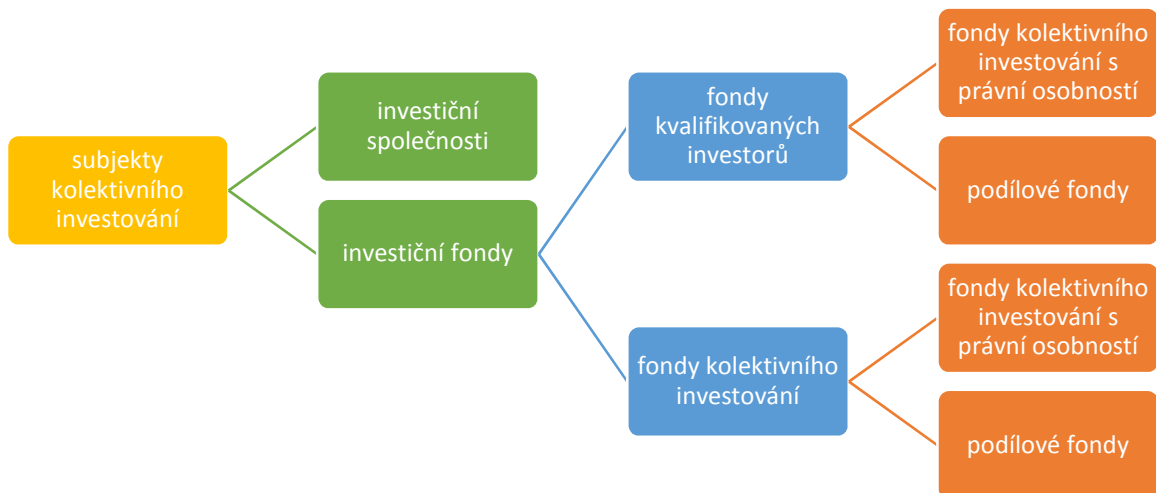 subjekty
kolektivního
investování
investiční
společnosti
investiční fondy
fondy
kvalifikovaných
investorů
fondy kolektivního
investování
fondy kolektivního
investování s
právní osobností
podílové fondy
fondy kolektivního
investování s
právní osobností
podílové fondy